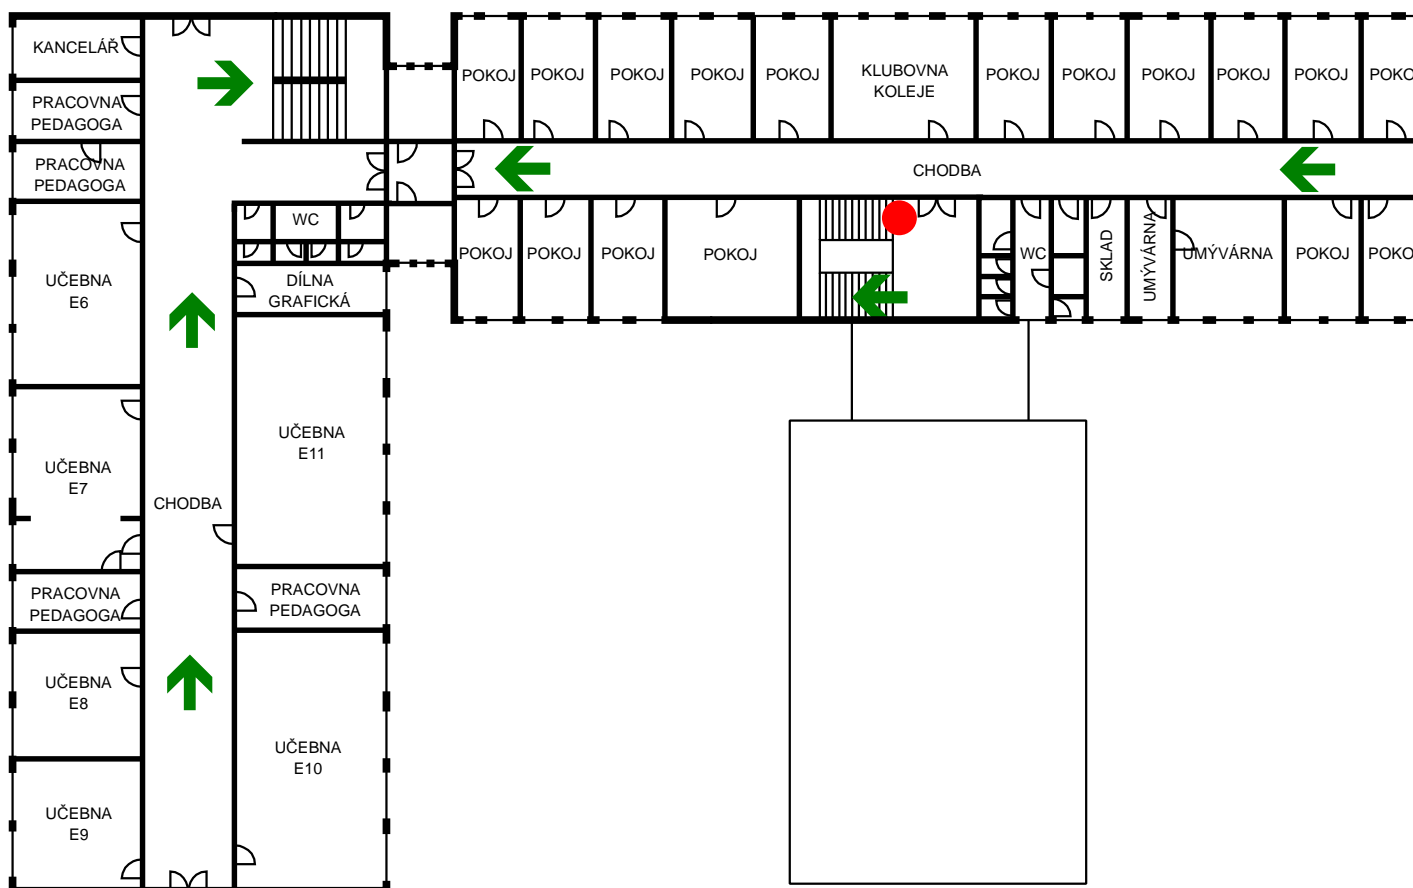 KANCELÁŘ
PRACOVNA
PEDAGOGA
PRACOVNA
PEDAGOGA
UČEBNA
E6
UČEBNA
E7
PRACOVNA
PEDAGOGA
UČEBNA
E8
UČEBNA
E9
CHODBA
WC
DÍLNA
GRAFICKÁ
UČEBNA
E11
PRACOVNA
PEDAGOGA
UČEBNA
E10
POKOJ
POKOJ
POKOJ
POKOJ
POKOJ
KLUBOVNA
KOLEJE
POKOJ
POKOJ
POKOJ
POKOJ
POKOJ
POKO
CHODBA
POKOJ
POKOJ
POKOJ
POKOJ
WC
SKLAD
UMÝVÁRNA
UMÝVÁRNA
POKOJ
POKO